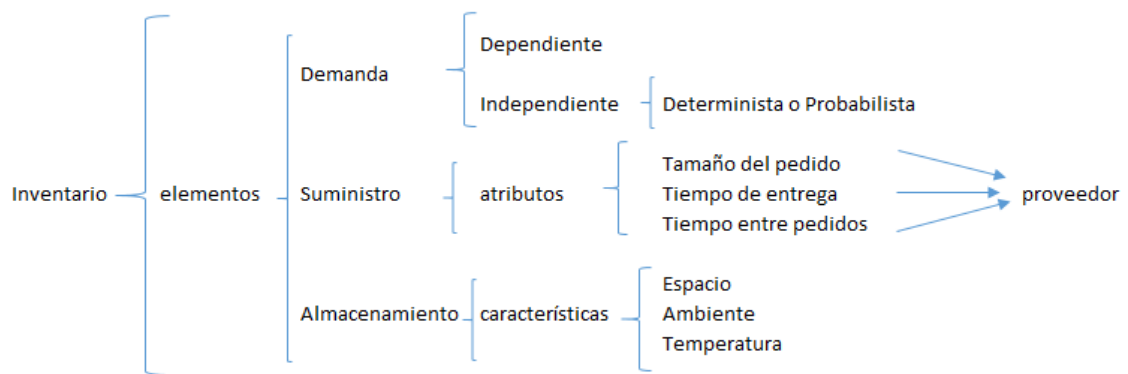 Inventario
elementos
Demanda
Dependiente
Independiente
Determinista o Probabilista
Suministro
atributos
Tamaño del pedido
Tiempo de entrega
Tiempo entre pedidos
proveedor
Almacenamiento
características
Espacio
Ambiente
Temperatura